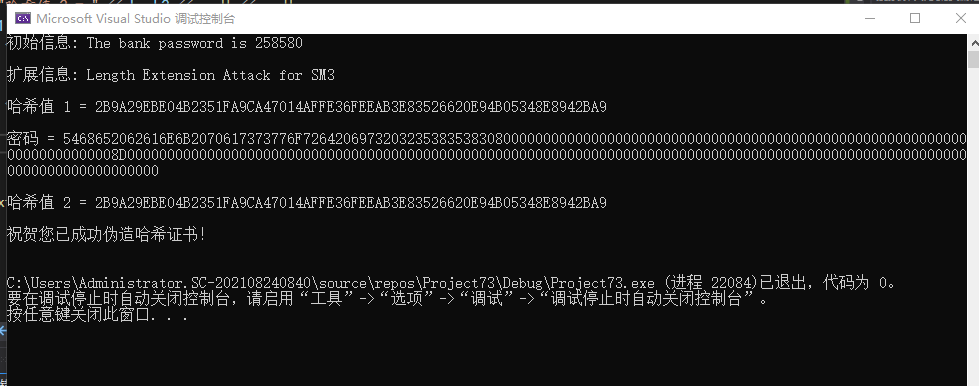 Microsoft Visual Studio 调试控制台
初始信息: The bank password is 258580
扩展信息: Length Extension Attack for SM3
哈希值 1 = 2B9A29EBE04B2351FA9CA47014AFFE36FEEAB3E83526620E94B05348E8942BA9
密码 = 5468652062616E6B2070617373776F72642069732032353835383080000000000000000000000000000000000000000000000000000000000
00000000000008D000000000000000000000000000000000000000000000000000000000000000000000000000000000000000000000000000000000
0000000000000000000
哈希值 2 = 2B9A29EBE04B2351FA9CA47014AFFE36FEEAB3E83526620E94B05348E8942BA9
祝贺您已成功伪造哈希证书!
C:\Users\Administrator.SC-202108240840\source\repos\Project73\Debug\Project73.exe (进程 22084)已退出，代码为 0。
要在调试停止时自动关闭控制台，请启用“工具”->“选项”->“调试”->“调试停止时自动关闭控制台”。
按任意键关闭此窗口. . .